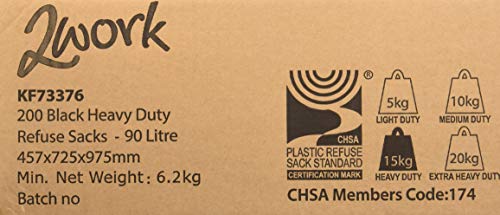 2work
KF73376
200 Black Heavy Duty
Refuse Sacks - 90 Litre
457x725x975mm
Min. Net Weight: 6.2kg
Batch no
®
CHSA
PLASTIC REFUSE
SACK STANDARD
CERTIFICATION MARK
5kg
LIGHT DUTY
10kg
MEDIUM DUTY
15kg
HEAVY DUTY
20kg
EXTRA HEAVY DUTY
CHSA Members Code:174